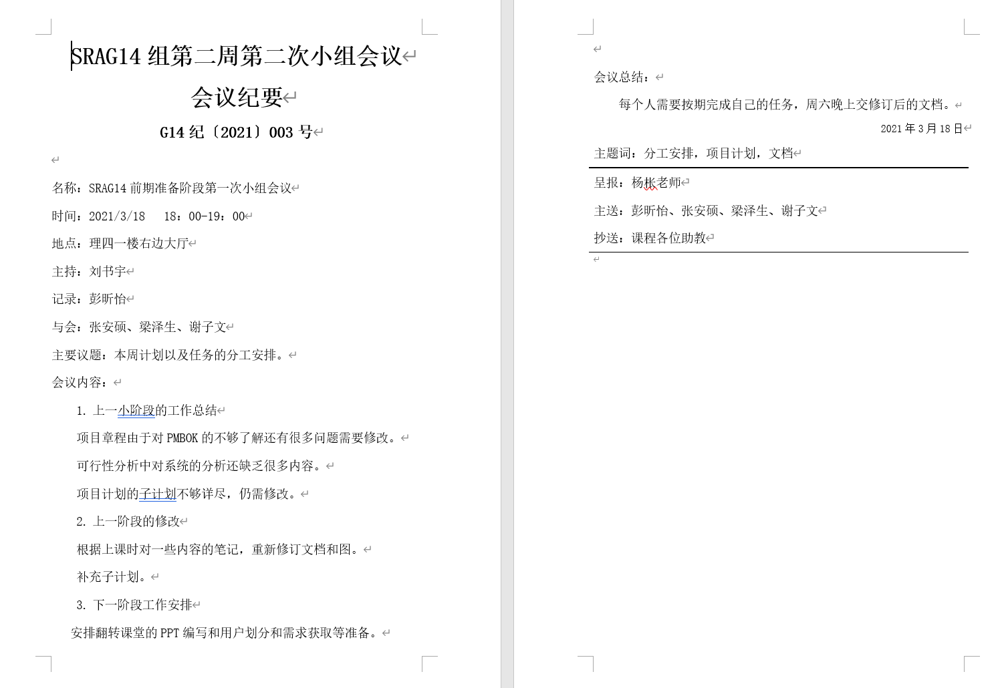 SRAG14 组第二周第二次小组会议
会议纪要
G14 纪〔2021〕003 号
名称：SRAG14 前期准备阶段第一次小组会议
时间：2021/3/18 18：00-19：00
地点：理四一楼右边大厅
主持：刘书宇
记录：彭昕怡
与会：张安硕、梁泽生、谢子文
主要议题：本周计划以及任务的分工安排。
会议内容：
1. 上一小阶段的工作总结
项目章程由于对 PMBOK 的不够了解还有很多问题需要修改。
可行性分析中对系统的分析还缺乏很多内容。
项目计划的子计划不够详尽，仍需修改。
2. 上一阶段的修改
根据上课时对一些内容的笔记，重新修订文档和图。
补充子计划。
3. 下一阶段工作安排
安排翻转课堂的 PPT 编写和用户划分和需求获取等准备。
会议总结：
每个人需要按期完成自己的任务，周六晚上交修订后的文档。
2021 年 3 月 18 日
主题词：分工安排，项目计划，文档
呈报：杨枨老师
主送：彭昕怡、张安硕、梁泽生、谢子文
抄送：课程各位助教